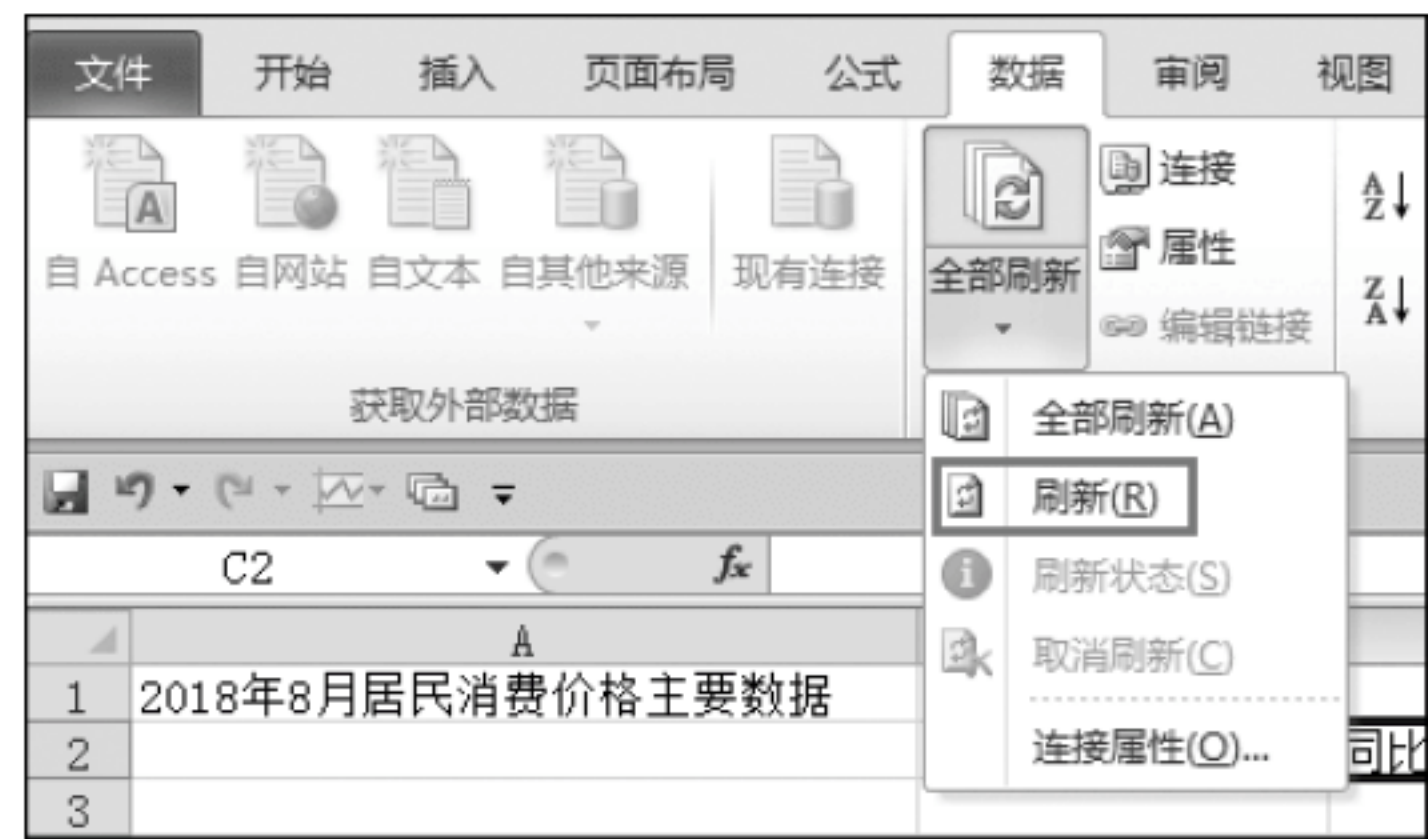 文件 开始 插入 页面布局 公式 数据 审阅 视图
自 Access 自网站 自文本 自其他来源 现有连接
获取外部数据
全部刷新
连接
属性
编辑链接
A Z
Z A
全部刷新(A)
刷新(R)
刷新状态(S)
取消刷新(C)
连接属性(O)...
C2 fx
A
1 2018年8月居民消费价格主要数据
2 同比
3